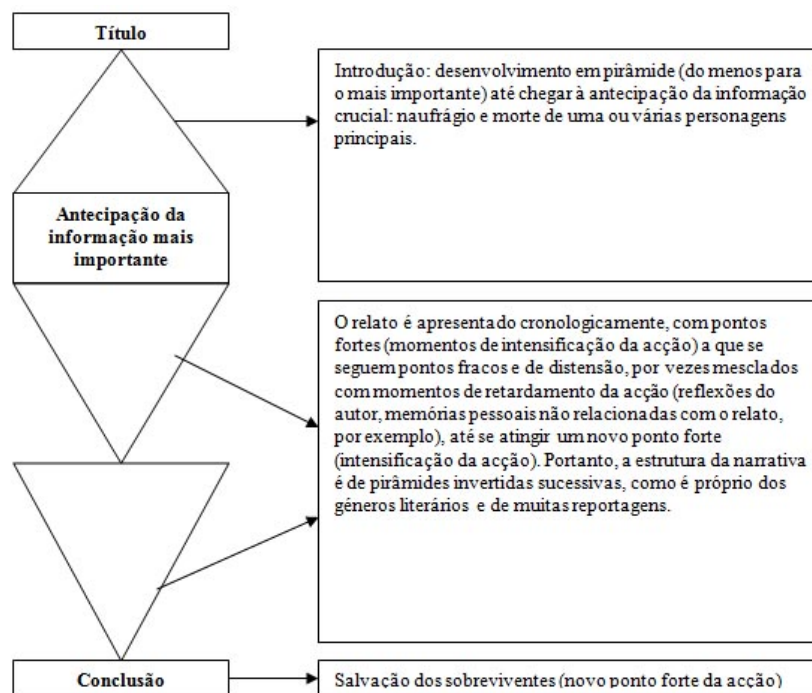 Título
Introdução: desenvolvimento em pirâmide (do menos para
o mais importante) até chegar à antecipação da informação
crucial: naufrágio e morte de uma ou várias personagens
principais.
Antecipação da
informação mais
importante
O relato é apresentado cronologicamente, com pontos
fortes (momentos de intensificação da acção) a que se
seguem pontos fracos e de distensão, por vezes mesclados
com momentos de retardamento da acção (reflexões do
autor, memórias pessoais não relacionadas com o relato,
por exemplo), até se atingir um novo ponto forte
(intensificação da acção). Portanto, a estrutura da narrativa
é de pirâmides invertidas sucessivas, como é próprio dos
géneros literários e de muitas reportagens.
Conclusão
Salvação dos sobreviventes (novo ponto forte da acção)